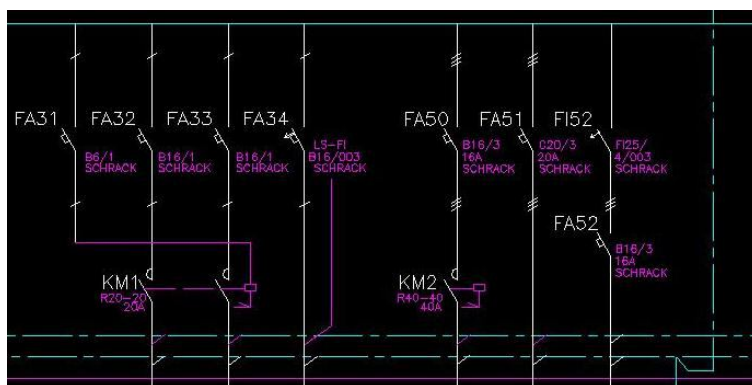 FA31
FA32
FA33
FA34
FA50
FA51
FI52
B6/1
SCHRACK
B16/1
SCHRACK
B16/1
SCHRACK
LS-FI
B16/003
SCHRACK
B16/3
16A
SCHRACK
C20/3
20A
SCHRACK
FI25/
4/003
SCHRACK
FA52
B16/3
16A
SCHRACK
KM1
R20-20
20A
KM2
R40-40
40A